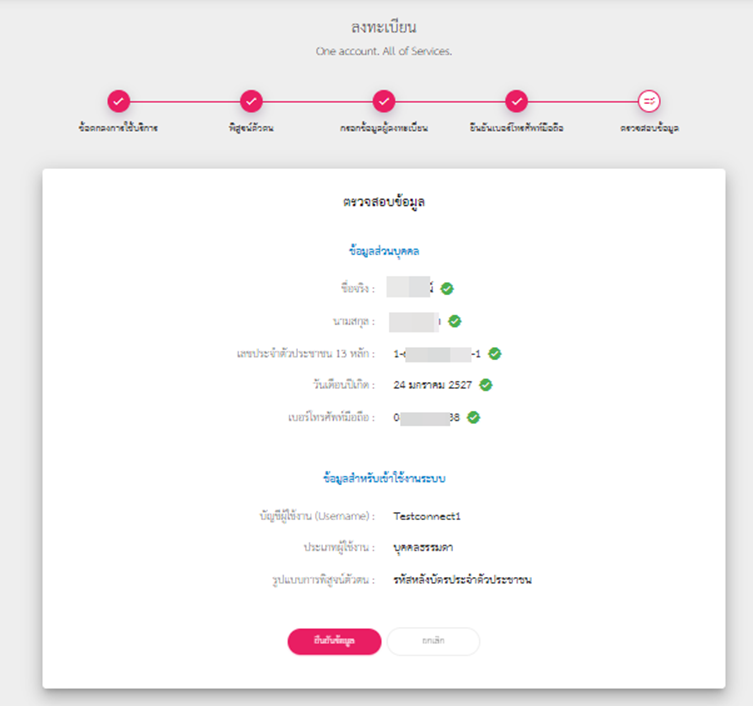 ลงทะเบียน
One account. All of Services.
ข้อตกลงการใช้บริการ
พิสูจน์ตัวตน
กรอกข้อมูลผู้ลงทะเบียน
ยืนยันเบอร์โทรศัพท์มือถือ
ตรวจสอบข้อมูล
ตรวจสอบข้อมูล
ข้อมูลส่วนบุคคล
ชื่อจริง :
นามสกุล :
เลขประจำตัวประชาชน 13 หลัก : 1- -1
วันเดือนปีเกิด : 24 มกราคม 2527
เบอร์โทรศัพท์มือถือ : 0 38
ข้อมูลสำหรับเข้าใช้งานระบบ
บัญชีผู้ใช้งาน (Username) : Testconnect1
ประเภทผู้ใช้งาน : บุคคลธรรมดา
รูปแบบการพิสูจน์ตัวตน : รหัสหลังบัตรประจำตัวประชาชน
ยืนยันข้อมูล ยกเลิก